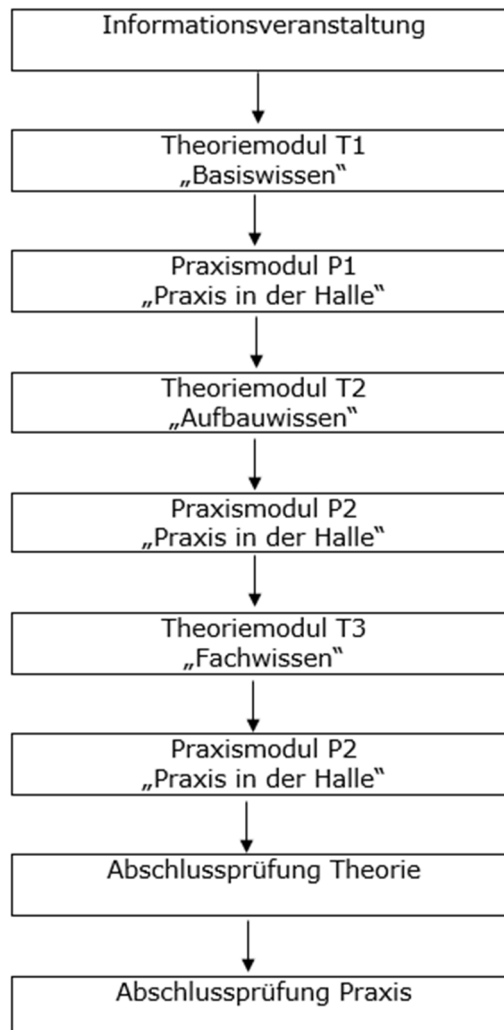 Informationsveranstaltung
Theoriemodul T1
„Basiswissen“
Praxismodul P1
„Praxis in der Halle“
Theoriemodul T2
„Aufbauwissen“
Praxismodul P2
„Praxis in der Halle“
Theoriemodul T3
„Fachwissen“
Praxismodul P2
„Praxis in der Halle“
Abschlussprüfung Theorie
Abschlussprüfung Praxis